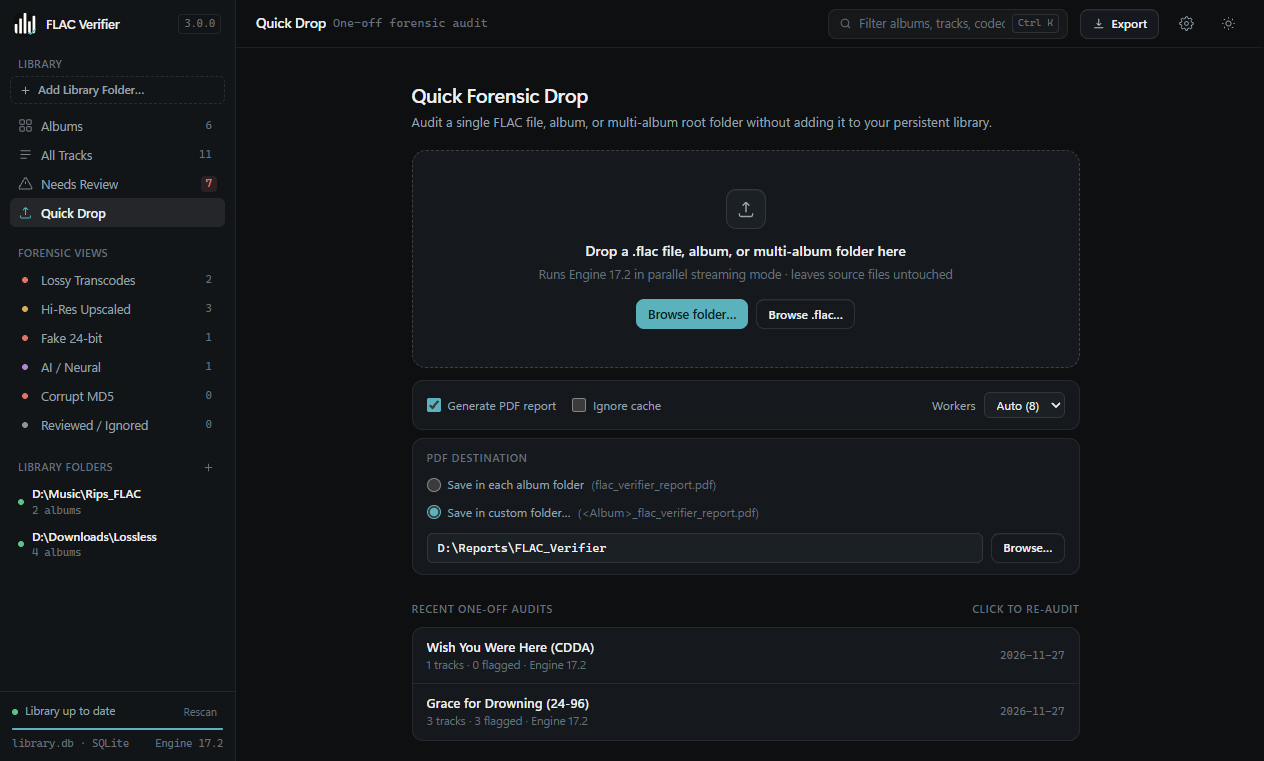 FLAC Verifier 3.0.0
LIBRARY
+ Add Library Folder...
Albums 6
All Tracks 11
Needs Review 7
Quick Drop
FORENSIC VIEWS
Lossy Transcodes 2
Hi-Res Upscaled 3
Fake 24-bit 1
AI / Neural 1
Corrupt MD5 0
Reviewed / Ignored 0
LIBRARY FOLDERS +
D:\Music\Rips_FLAC
2 albums
D:\Downloads\Lossless
4 albums
Library up to date Rescan
library.db · SQLite Engine 17.2
Quick Drop One-off forensic audit
Filter albums, tracks, codec Ctrl K
Export
Quick Forensic Drop
Audit a single FLAC file, album, or multi-album root folder without adding it to your persistent library.
Drop a .flac file, album, or multi-album folder here
Runs Engine 17.2 in parallel streaming mode · leaves source files untouched
Browse folder... Browse .flac...
Generate PDF report Ignore cache Workers Auto (8)
PDF DESTINATION
Save in each album folder (flac_verifier_report.pdf)
Save in custom folder... (<Album>_flac_verifier_report.pdf)
D:\Reports\FLAC_Verifier Browse...
RECENT ONE-OFF AUDITS CLICK TO RE-AUDIT
Wish You Were Here (CDDA)
1 tracks · 0 flagged · Engine 17.2
2026-11-27
Grace for Drowning (24-96)
3 tracks · 3 flagged · Engine 17.2
2026-11-27